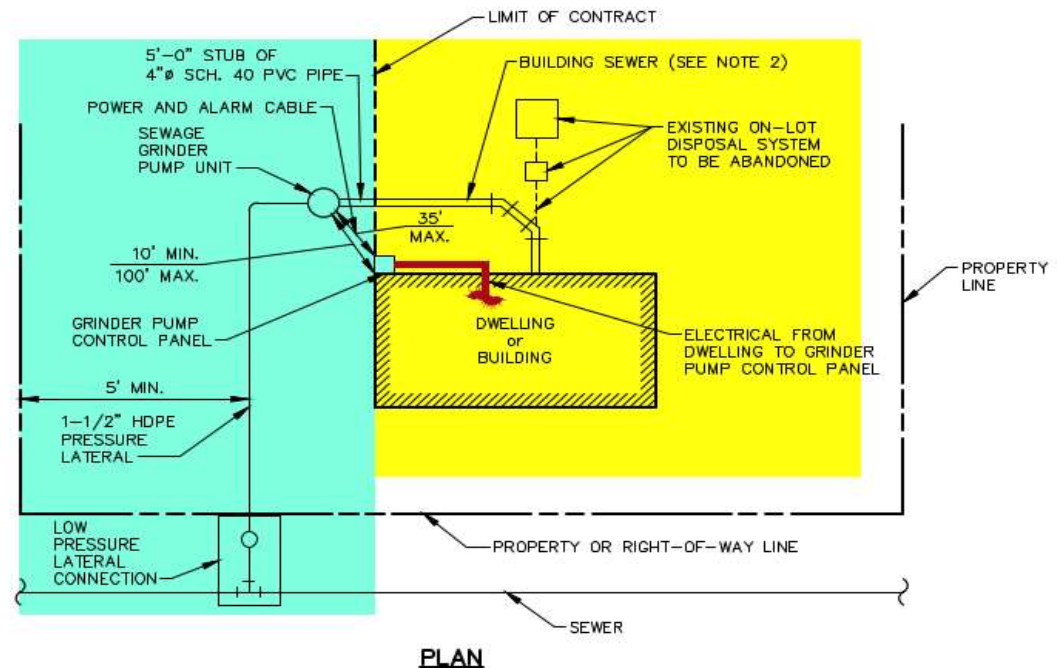 LIMIT OF CONTRACT
5'-0" STUB OF
4"ø SCH. 40 PVC PIPE
BUILDING SEWER (SEE NOTE 2)
POWER AND ALARM CABLE
SEWAGE
GRINDER
PUMP UNIT
EXISTING ON-LOT
DISPOSAL SYSTEM
TO BE ABANDONED
35'
MAX.
10' MIN.
100' MAX.
PROPERTY
LINE
GRINDER PUMP
CONTROL PANEL
DWELLING
or
BUILDING
ELECTRICAL FROM
DWELLING TO GRINDER
PUMP CONTROL PANEL
5' MIN.
1-1/2" HDPE
PRESSURE
LATERAL
LOW
PRESSURE
LATERAL
CONNECTION
PROPERTY OR RIGHT-OF-WAY LINE
SEWER
PLAN